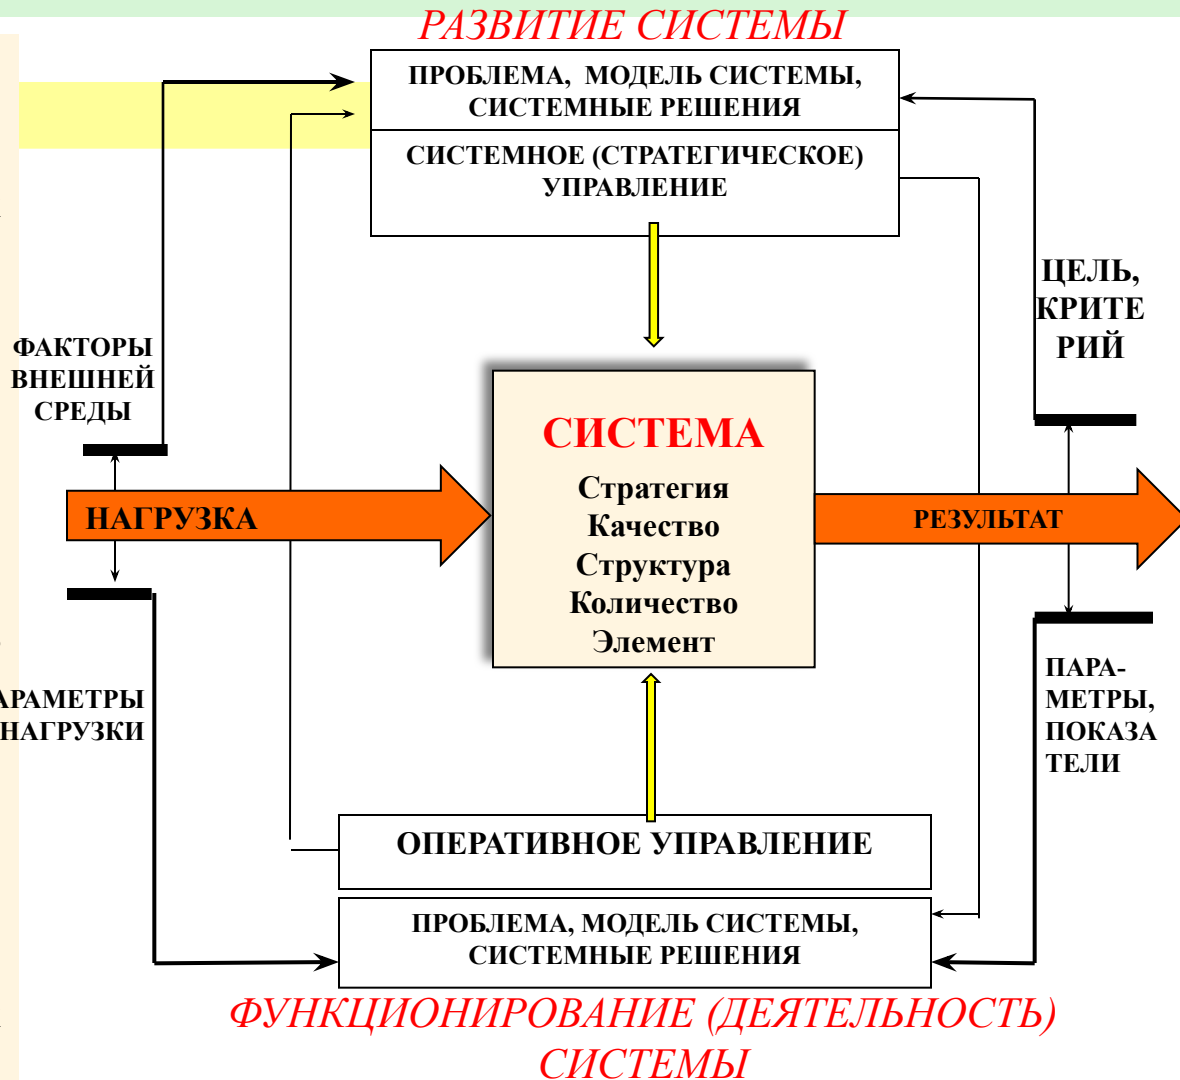 РАЗВИТИЕ СИСТЕМЫ
ПРОБЛЕМА, МОДЕЛЬ СИСТЕМЫ,
СИСТЕМНЫЕ РЕШЕНИЯ
СИСТЕМНОЕ (СТРАТЕГИЧЕСКОЕ)
УПРАВЛЕНИЕ
ЦЕЛЬ,
КРИТЕ
РИЙ
ФАКТОРЫ
ВНЕШНЕЙ
СРЕДЫ
СИСТЕМА
Стратегия
Качество
Структура
Количество
Элемент
НАГРУЗКА
РЕЗУЛЬТАТ
АРАМЕТРЫ
НАГРУЗКИ
ПАРА-
МЕТРЫ,
ПОКАЗА
ТЕЛИ
ОПЕРАТИВНОЕ УПРАВЛЕНИЕ
ПРОБЛЕМА, МОДЕЛЬ СИСТЕМЫ,
СИСТЕМНЫЕ РЕШЕНИЯ
ФУНКЦИОНИРОВАНИЕ (ДЕЯТЕЛЬНОСТЬ)
СИСТЕМЫ